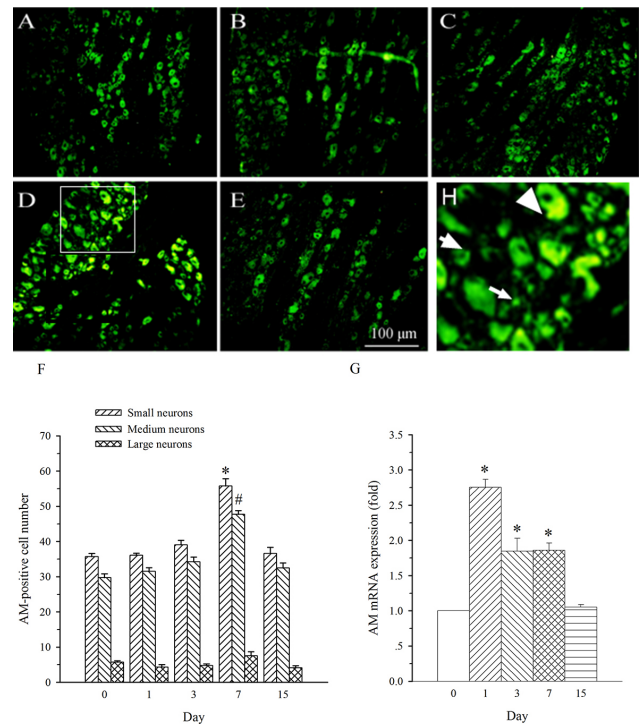 A
B
C
D
E
H
100 μm
F
G
Small neurons
Medium neurons
Large neurons
70
60
50
40
30
20
10
0
AM-positive cell number
*
#
0 1 3 7 15
Day
3.0
2.5
2.0
1.5
1.0
.5
0.0
AM mRNA expression (fold)
*
*
*
0 1 3 7 15
Day